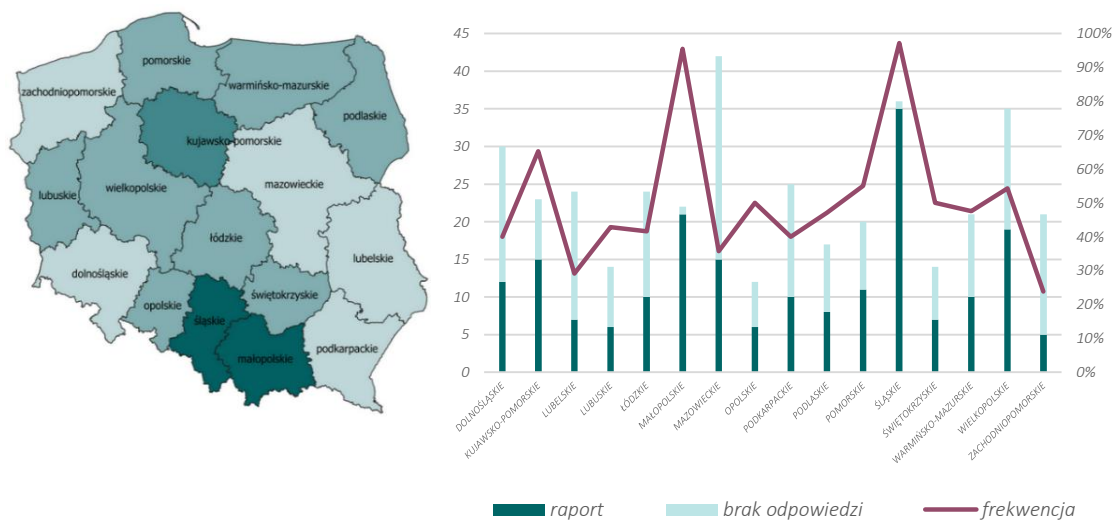 pomorskie
warmińsko-mazurskie
zachodniopomorskie
podlaskie
kujawsko-pomorskie
mazowieckie
wielkopolskie
lubuskie
łódzkie
lubelskie
dolnośląskie
opolskie
świętokrzyskie
śląskie
małopolskie
podkarpackie
45
40
35
30
25
20
15
10
5
0
100%
90%
80%
70%
60%
50%
40%
30%
20%
10%
0%
DOLNOŚLĄSKIE
KUJAWSKO-POMORSKIE
LUBELSKIE
LUBUSKIE
ŁÓDZKIE
MAŁOPOLSKIE
MAZOWIECKIE
OPOLSKIE
PODKARPACKIE
PODLASKIE
POMORSKIE
ŚLĄSKIE
ŚWIĘTOKRZYSKIE
WARMIŃSKO-MAZURSKIE
WIELKOPOLSKIE
ZACHODNIOPOMORSKIE
raport brak odpowiedzi frekwencja